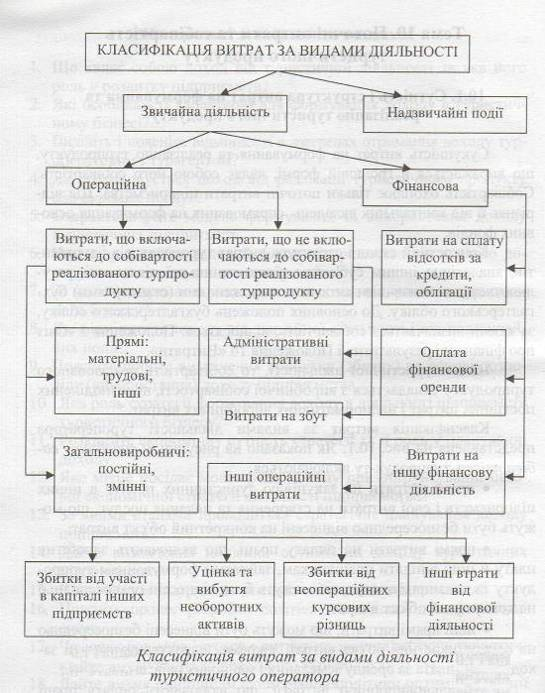 КЛАСИФІКАЦІЯ ВИТРАТ ЗА ВИДАМИ ДІЯЛЬНОСТІ
Звичайна діяльність
Надзвичайні події
Операційна
Фінансова
Витрати, що включа-
ються до собівартості
реалізованого турпро-
дукту
Витрати, що не вклю-
чаються до собівар-
тості реалізованого
турпродукту
Витрати на сплату
відсотків за
кредити,
облігації
Прямі:
матеріальні,
трудові,
інші
Адміністративні
витрати
Оплата
фінансової
оренди
Витрати на збут
Загальновиробничі:
постійні,
змінні
Інші операційні
витрати
Витрати на
іншу фінансову
діяльність
Збитки від участі
в капіталі інших
підприємств
Уцінка та
вибуття
необоротних
активів
Збитки від
неопераційних
курсових
різниць
Інші втрати
від
фінансової
діяльності
Класифікація витрат за видами діяльності
туристичного оператора